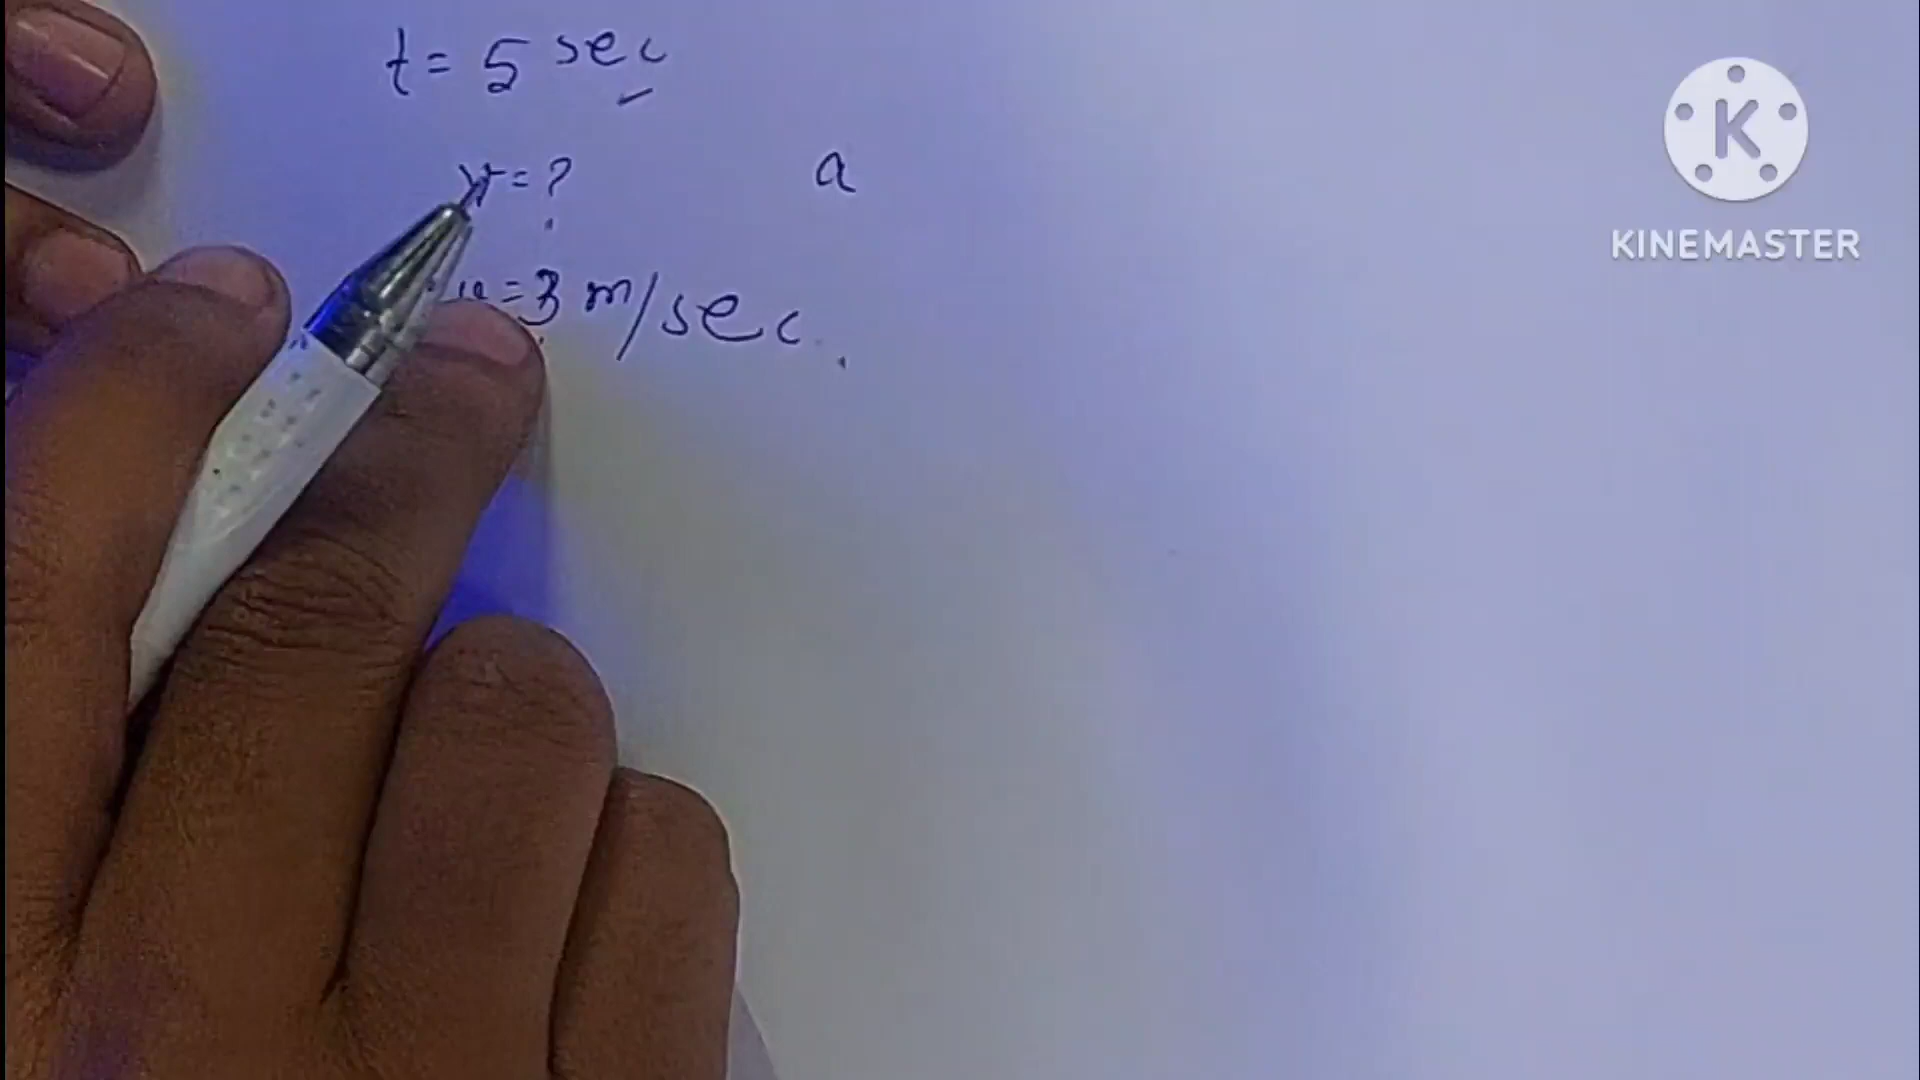 t = 5 sec
v = ? a
u = 3 m/sec.
K
KINEMASTER